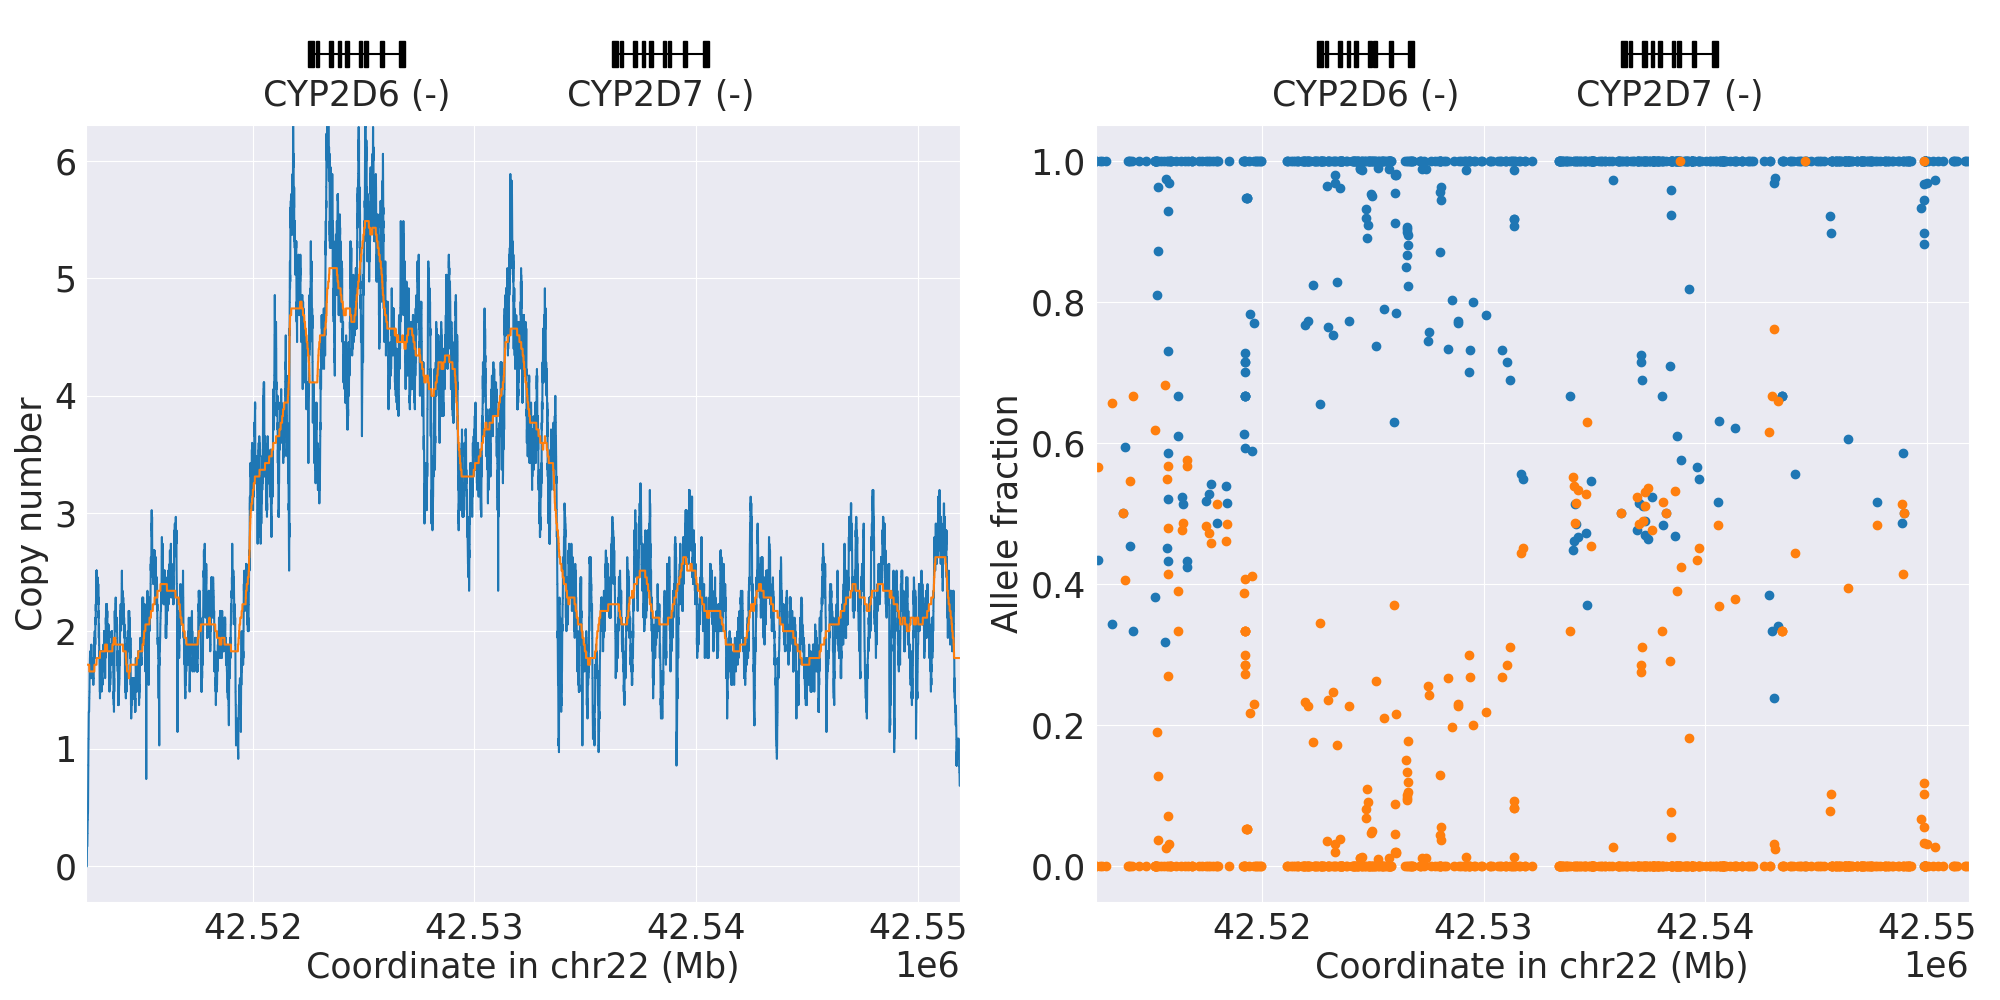 CYP2D6 (-) CYP2D7 (-)
6
5
4
3
2
1
0
Copy number
42.52 42.53 42.54 42.55
Coordinate in chr22 (Mb) 1e6
CYP2D6 (-) CYP2D7 (-)
1.0
0.8
0.6
0.4
0.2
0.0
Allele fraction
42.52 42.53 42.54 42.55
Coordinate in chr22 (Mb) 1e6